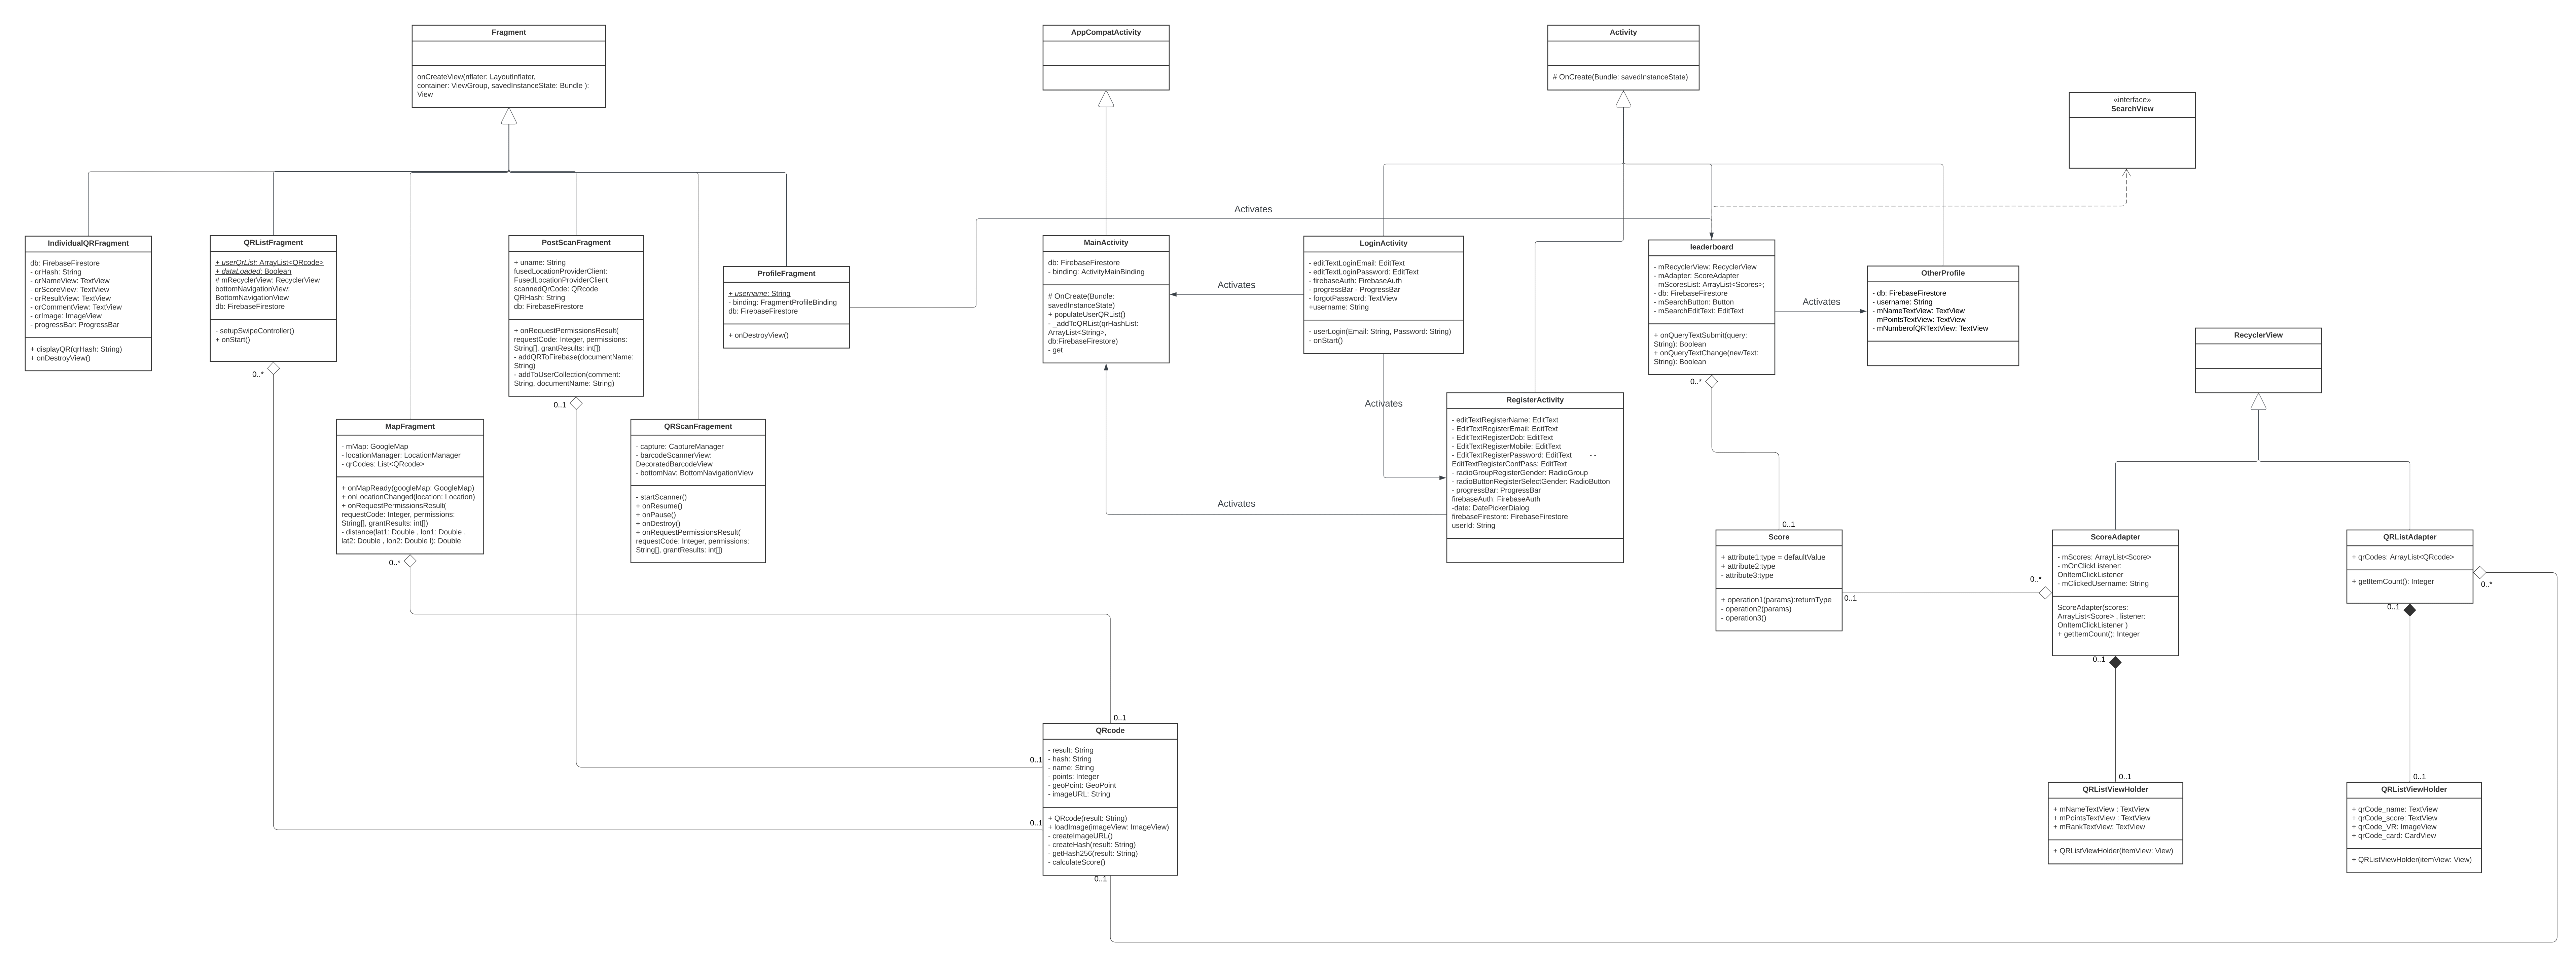 Fragment
onCreateView(nflater: LayoutInflater,
container: ViewGroup, savedInstanceState: Bundle ):
View
AppCompatActivity
Activity
# OnCreate(Bundle: savedInstanceState)
«interface»
SearchView
Activates
IndividualQRFragment
db: FirebaseFirestore
- qrHash: String
- qrNameView: TextView
- qrScoreView: TextView
- qrResultView: TextView
- qrCommentView: TextView
- qrImage: ImageView
- progressBar: ProgressBar
+ displayQR(qrHash: String)
+ onDestroyView()
QRListFragment
+ userQrList: ArrayList<QRcode>
+ dataLoaded: Boolean
# mRecyclerView: RecyclerView
bottomNavigationView:
BottomNavigationView
db: FirebaseFirestore
- setupSwipeController()
+ onStart()
0..*
PostScanFragment
+ uname: String
fusedLocationProviderClient:
FusedLocationProviderClient
scannedQrCode: QRcode
QRHash: String
db: FirebaseFirestore
+ onRequestPermissionsResult(
requestCode: Integer, permissions:
String[], grantResults: int[])
- addQRToFirebase(documentName:
String)
- addToUserCollection(comment:
String, documentName: String)
0..1
ProfileFragment
+ username: String
- binding: FragmentProfileBinding
db: FirebaseFirestore
+ onDestroyView()
MainActivity
db: FirebaseFirestore
- binding: ActivityMainBinding
# OnCreate(Bundle:
savedInstanceState)
+ populateUserQRList()
- _addToQRList(qrHashList:
ArrayList<String>,
db:FirebaseFirestore)
- get
Activates
LoginActivity
- editTextLoginEmail: EditText
- editTextLoginPassword: EditText
- firebaseAuth: FirebaseAuth
- progressBar - ProgressBar
- forgotPassword: TextView
+username: String
- userLogin(Email: String, Password: String)
- onStart()
leaderboard
- mRecyclerView: RecyclerView
- mAdapter: ScoreAdapter
- mScoresList: ArrayList<Scores>;
- db: FirebaseFirestore
- mSearchButton: Button
- mSearchEditText: EditText
+ onQueryTextSubmit(query:
String): Boolean
+ onQueryTextChange(newText:
String): Boolean
0..*
Activates
OtherProfile
- db: FirebaseFirestore
- username: String
- mNameTextView: TextView
- mPointsTextView: TextView
- mNumberofQRTextView: TextView
RecyclerView
MapFragment
- mMap: GoogleMap
- locationManager: LocationManager
- qrCodes: List<QRcode>
+ onMapReady(googleMap: GoogleMap)
+ onLocationChanged(location: Location)
+ onRequestPermissionsResult(
requestCode: Integer, permissions:
String[], grantResults: int[])
- distance(lat1: Double , lon1: Double ,
lat2: Double , lon2: Double l): Double
0..*
QRScanFragement
- capture: CaptureManager
- barcodeScannerView:
DecoratedBarcodeView
- bottomNav: BottomNavigationView
- startScanner()
+ onResume()
+ onPause()
+ onDestroy()
+ onRequestPermissionsResult(
requestCode: Integer, permissions:
String[], grantResults: int[])
Activates
Activates
RegisterActivity
- editTextRegisterName: EditText
- EditTextRegisterEmail: EditText
- EditTextRegisterDob: EditText
- EditTextRegisterMobile: EditText
- EditTextRegisterPassword: EditText - -
EditTextRegisterConfPass: EditText
- radioGroupRegisterGender: RadioGroup
- radioButtonRegisterSelectGender: RadioButton
- progressBar: ProgressBar
firebaseAuth: FirebaseAuth
-date: DatePickerDialog
firebaseFirestore: FirebaseFirestore
userId: String
0..1
Score
+ attribute1:type = defaultValue
+ attribute2:type
- attribute3:type
+ operation1(params):returnType
- operation2(params)
- operation3()
0..1
0..*
ScoreAdapter
- mScores: ArrayList<Score>
- mOnClickListener:
OnItemClickListener
- mClickedUsername: String
ScoreAdapter(scores:
ArrayList<Score> , listener:
OnItemClickListener )
+ getItemCount(): Integer
0..1
QRListAdapter
+ qrCodes: ArrayList<QRcode>
+ getItemCount(): Integer
0..*
0..1
0..1
0..1
0..1
QRcode
- result: String
- hash: String
- name: String
- points: Integer
- geoPoint: GeoPoint
- imageURL: String
+ QRcode(result: String)
+ loadImage(imageView: ImageView)
- createImageURL()
- createHash(result: String)
- getHash256(result: String)
- calculateScore()
0..1
0..1
QRListViewHolder
+ mNameTextView : TextView
+ mPointsTextView : TextView
+ mRankTextView: TextView
+ QRListViewHolder(itemView: View)
0..1
QRListViewHolder
+ qrCode_name: TextView
+ qrCode_score: TextView
+ qrCode_VR: ImageView
+ qrCode_card: CardView
+ QRListViewHolder(itemView: View)